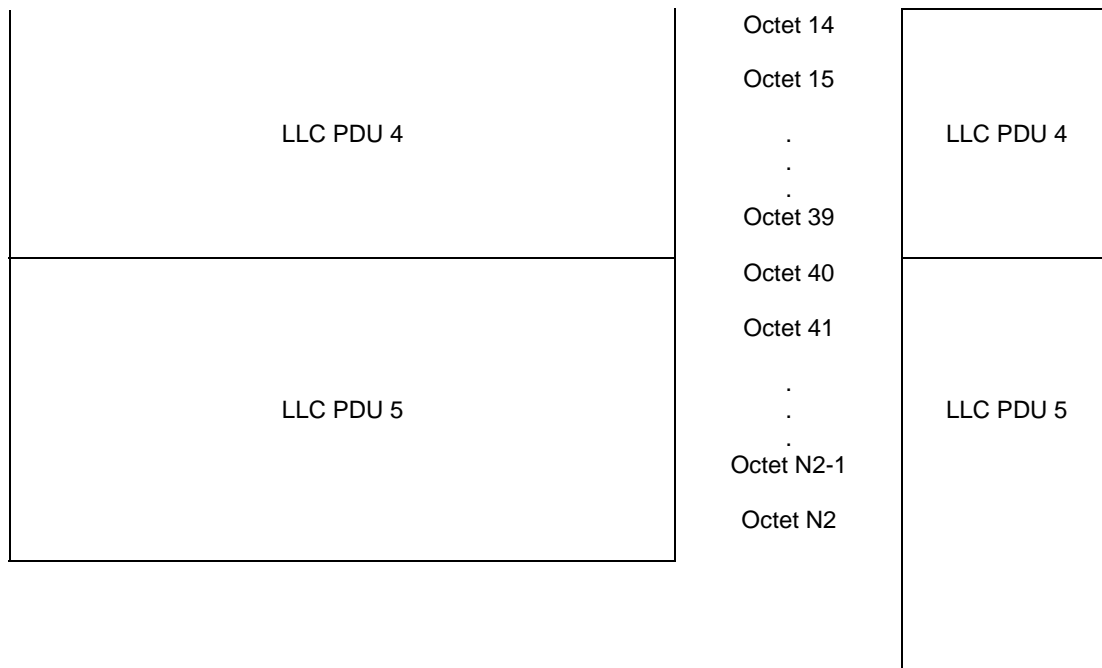 Octet 14
Octet 15
LLC PDU 4 . LLC PDU 4
.
.
Octet 39
Octet 40
Octet 41
.
LLC PDU 5 . LLC PDU 5
.
Octet N2-1
Octet N2